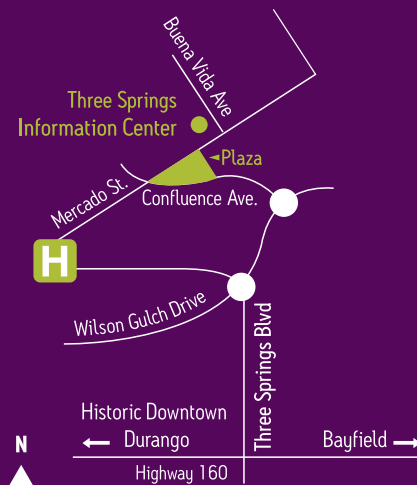 Buena Vida Ave
Three Springs
Information Center
Plaza
Mercado St.
Confluence Ave.
H
Wilson Gulch Drive
Three Springs Blvd
Historic Downtown
Durango
Bayfield
N
Highway 160